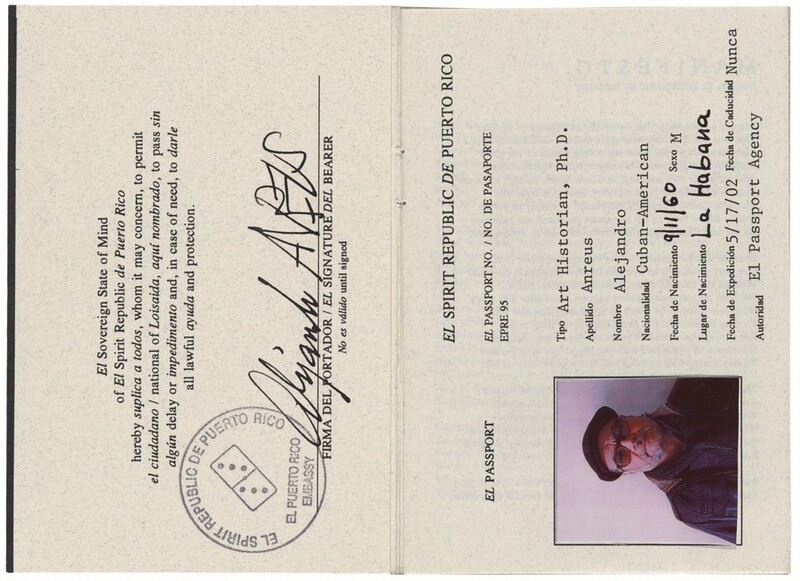 El Sovereign State of Mind
of El Spirit Republic de Puerto Rico
hereby suplica a todos, whom it may concern, to permit
el ciudadano / national of Loisaida, aquí nombrado, to pass sin
algún delay or impedimento and, in case of need, to darle
all lawful ayuda and protection.
FIRMA DEL PORTADOR / EL SIGNATURE DEL BEARER
No es válido until signed
EL SPIRIT REPUBLIC DE PUERTO RICO
EL PUERTO RICO
EMBASSY
EL SPIRIT REPUBLIC DE PUERTO RICO
EL PASSPORT
EL PASSPORT NO. / NO. DE PASAPORTE
EPRE 95
Tipo Art Historian, Ph.D.
Apellido Anreus
Nombre Alejandro
Nacionalidad Cuban-American
Fecha de Nacimiento 9/11/60 Sexo M
Lugar de Nacimiento La Habana
Fecha de Expedición 5/17/02 Fecha de Caducidad Nunca
Autoridad El Passport Agency